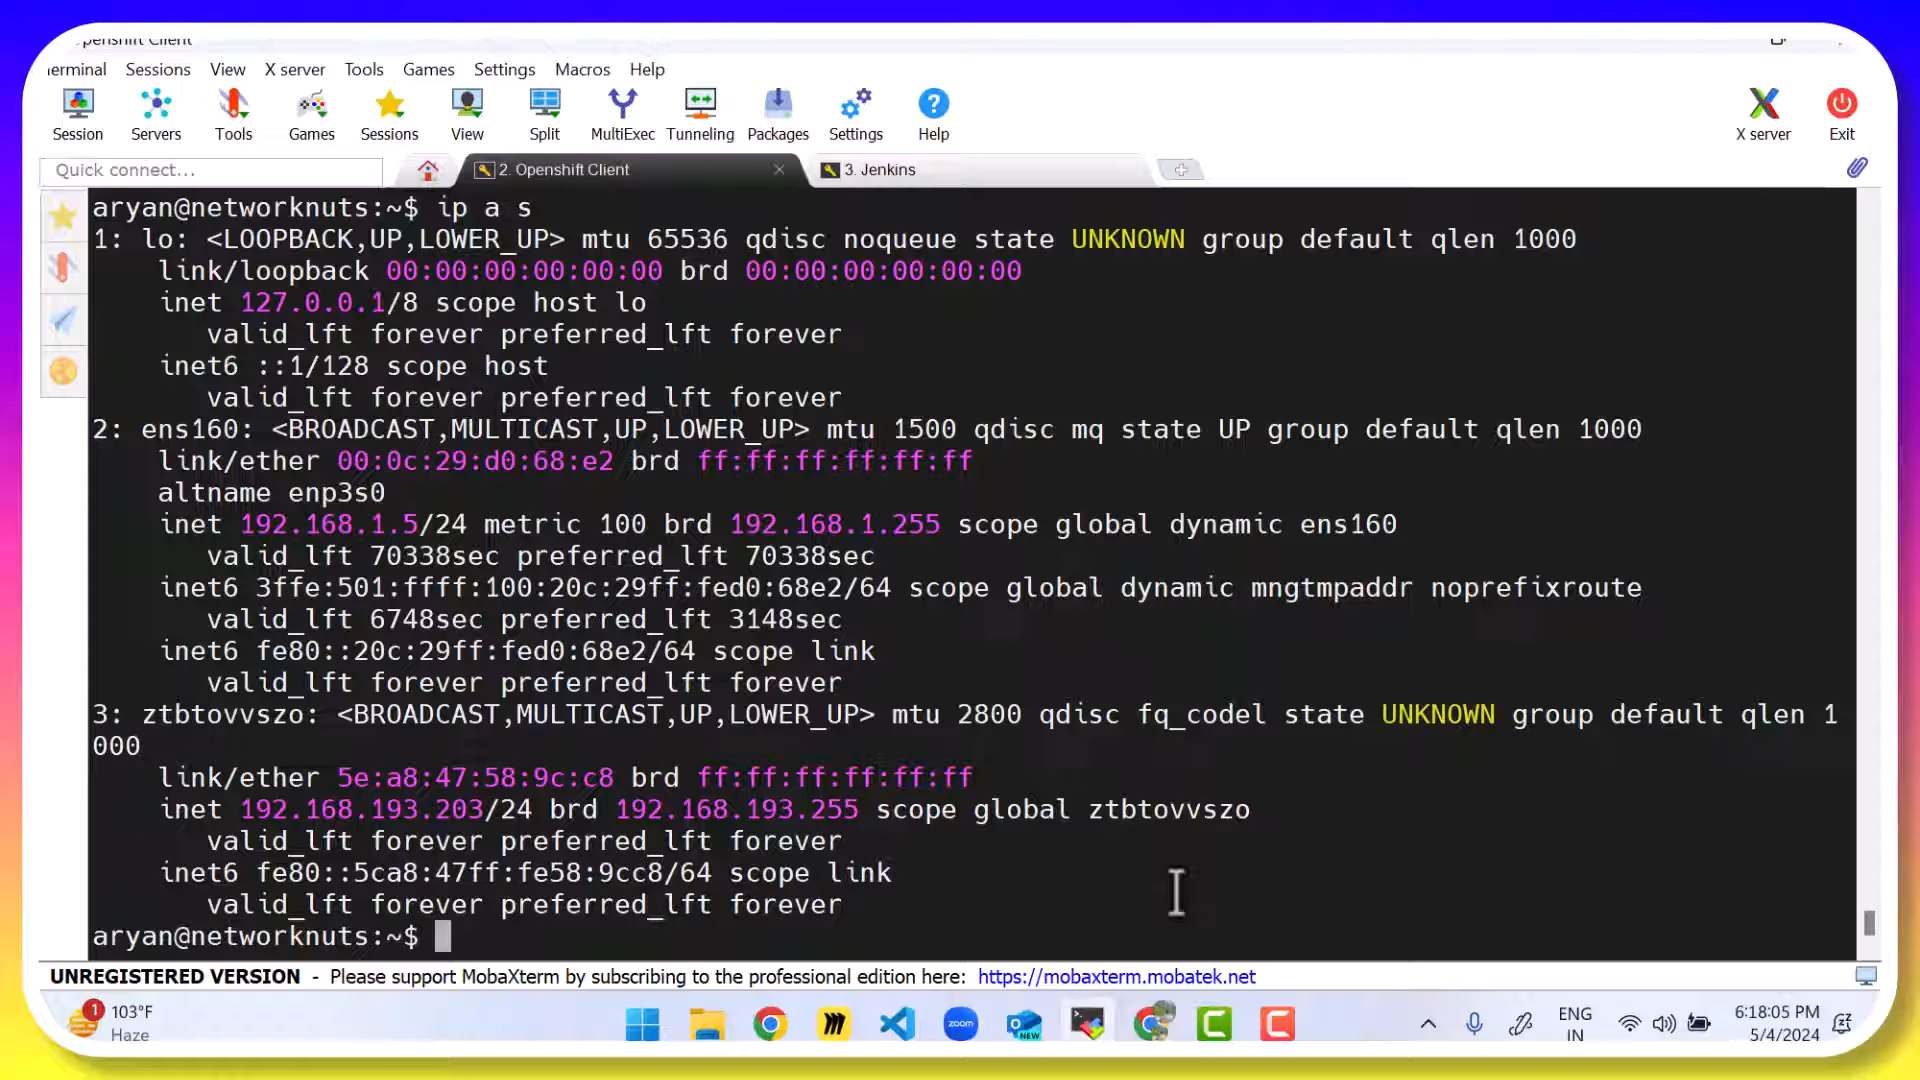 Openshift Client
Terminal Sessions View X server Tools Games Settings Macros Help
Session Servers Tools Games Sessions View Split MultiExec Tunneling Packages Settings Help X server Exit
Quick connect...
2. Openshift Client
3. Jenkins
aryan@networknuts:~$ ip a s
1: lo: <LOOPBACK,UP,LOWER_UP> mtu 65536 qdisc noqueue state UNKNOWN group default qlen 1000
    link/loopback 00:00:00:00:00:00 brd 00:00:00:00:00:00
    inet 127.0.0.1/8 scope host lo
       valid_lft forever preferred_lft forever
    inet6 ::1/128 scope host
       valid_lft forever preferred_lft forever
2: ens160: <BROADCAST,MULTICAST,UP,LOWER_UP> mtu 1500 qdisc mq state UP group default qlen 1000
    link/ether 00:0c:29:d0:68:e2 brd ff:ff:ff:ff:ff:ff
    altname enp3s0
    inet 192.168.1.5/24 metric 100 brd 192.168.1.255 scope global dynamic ens160
       valid_lft 70338sec preferred_lft 70338sec
    inet6 3ffe:501:ffff:100:20c:29ff:fed0:68e2/64 scope global dynamic mngtmpaddr noprefixroute
       valid_lft 6748sec preferred_lft 3148sec
    inet6 fe80::20c:29ff:fed0:68e2/64 scope link
       valid_lft forever preferred_lft forever
3: ztbtovvszo: <BROADCAST,MULTICAST,UP,LOWER_UP> mtu 2800 qdisc fq_codel state UNKNOWN group default qlen 1
000
    link/ether 5e:a8:47:58:9c:c8 brd ff:ff:ff:ff:ff:ff
    inet 192.168.193.203/24 brd 192.168.193.255 scope global ztbtovvszo
       valid_lft forever preferred_lft forever
    inet6 fe80::5ca8:47ff:fe58:9cc8/64 scope link
       valid_lft forever preferred_lft forever
aryan@networknuts:~$
UNREGISTERED VERSION - Please support MobaXterm by subscribing to the professional edition here: https://mobaxterm.mobatek.net
1
103°F
Haze
zoom
NEW
ENG
IN
6:18:05 PM
5/4/2024